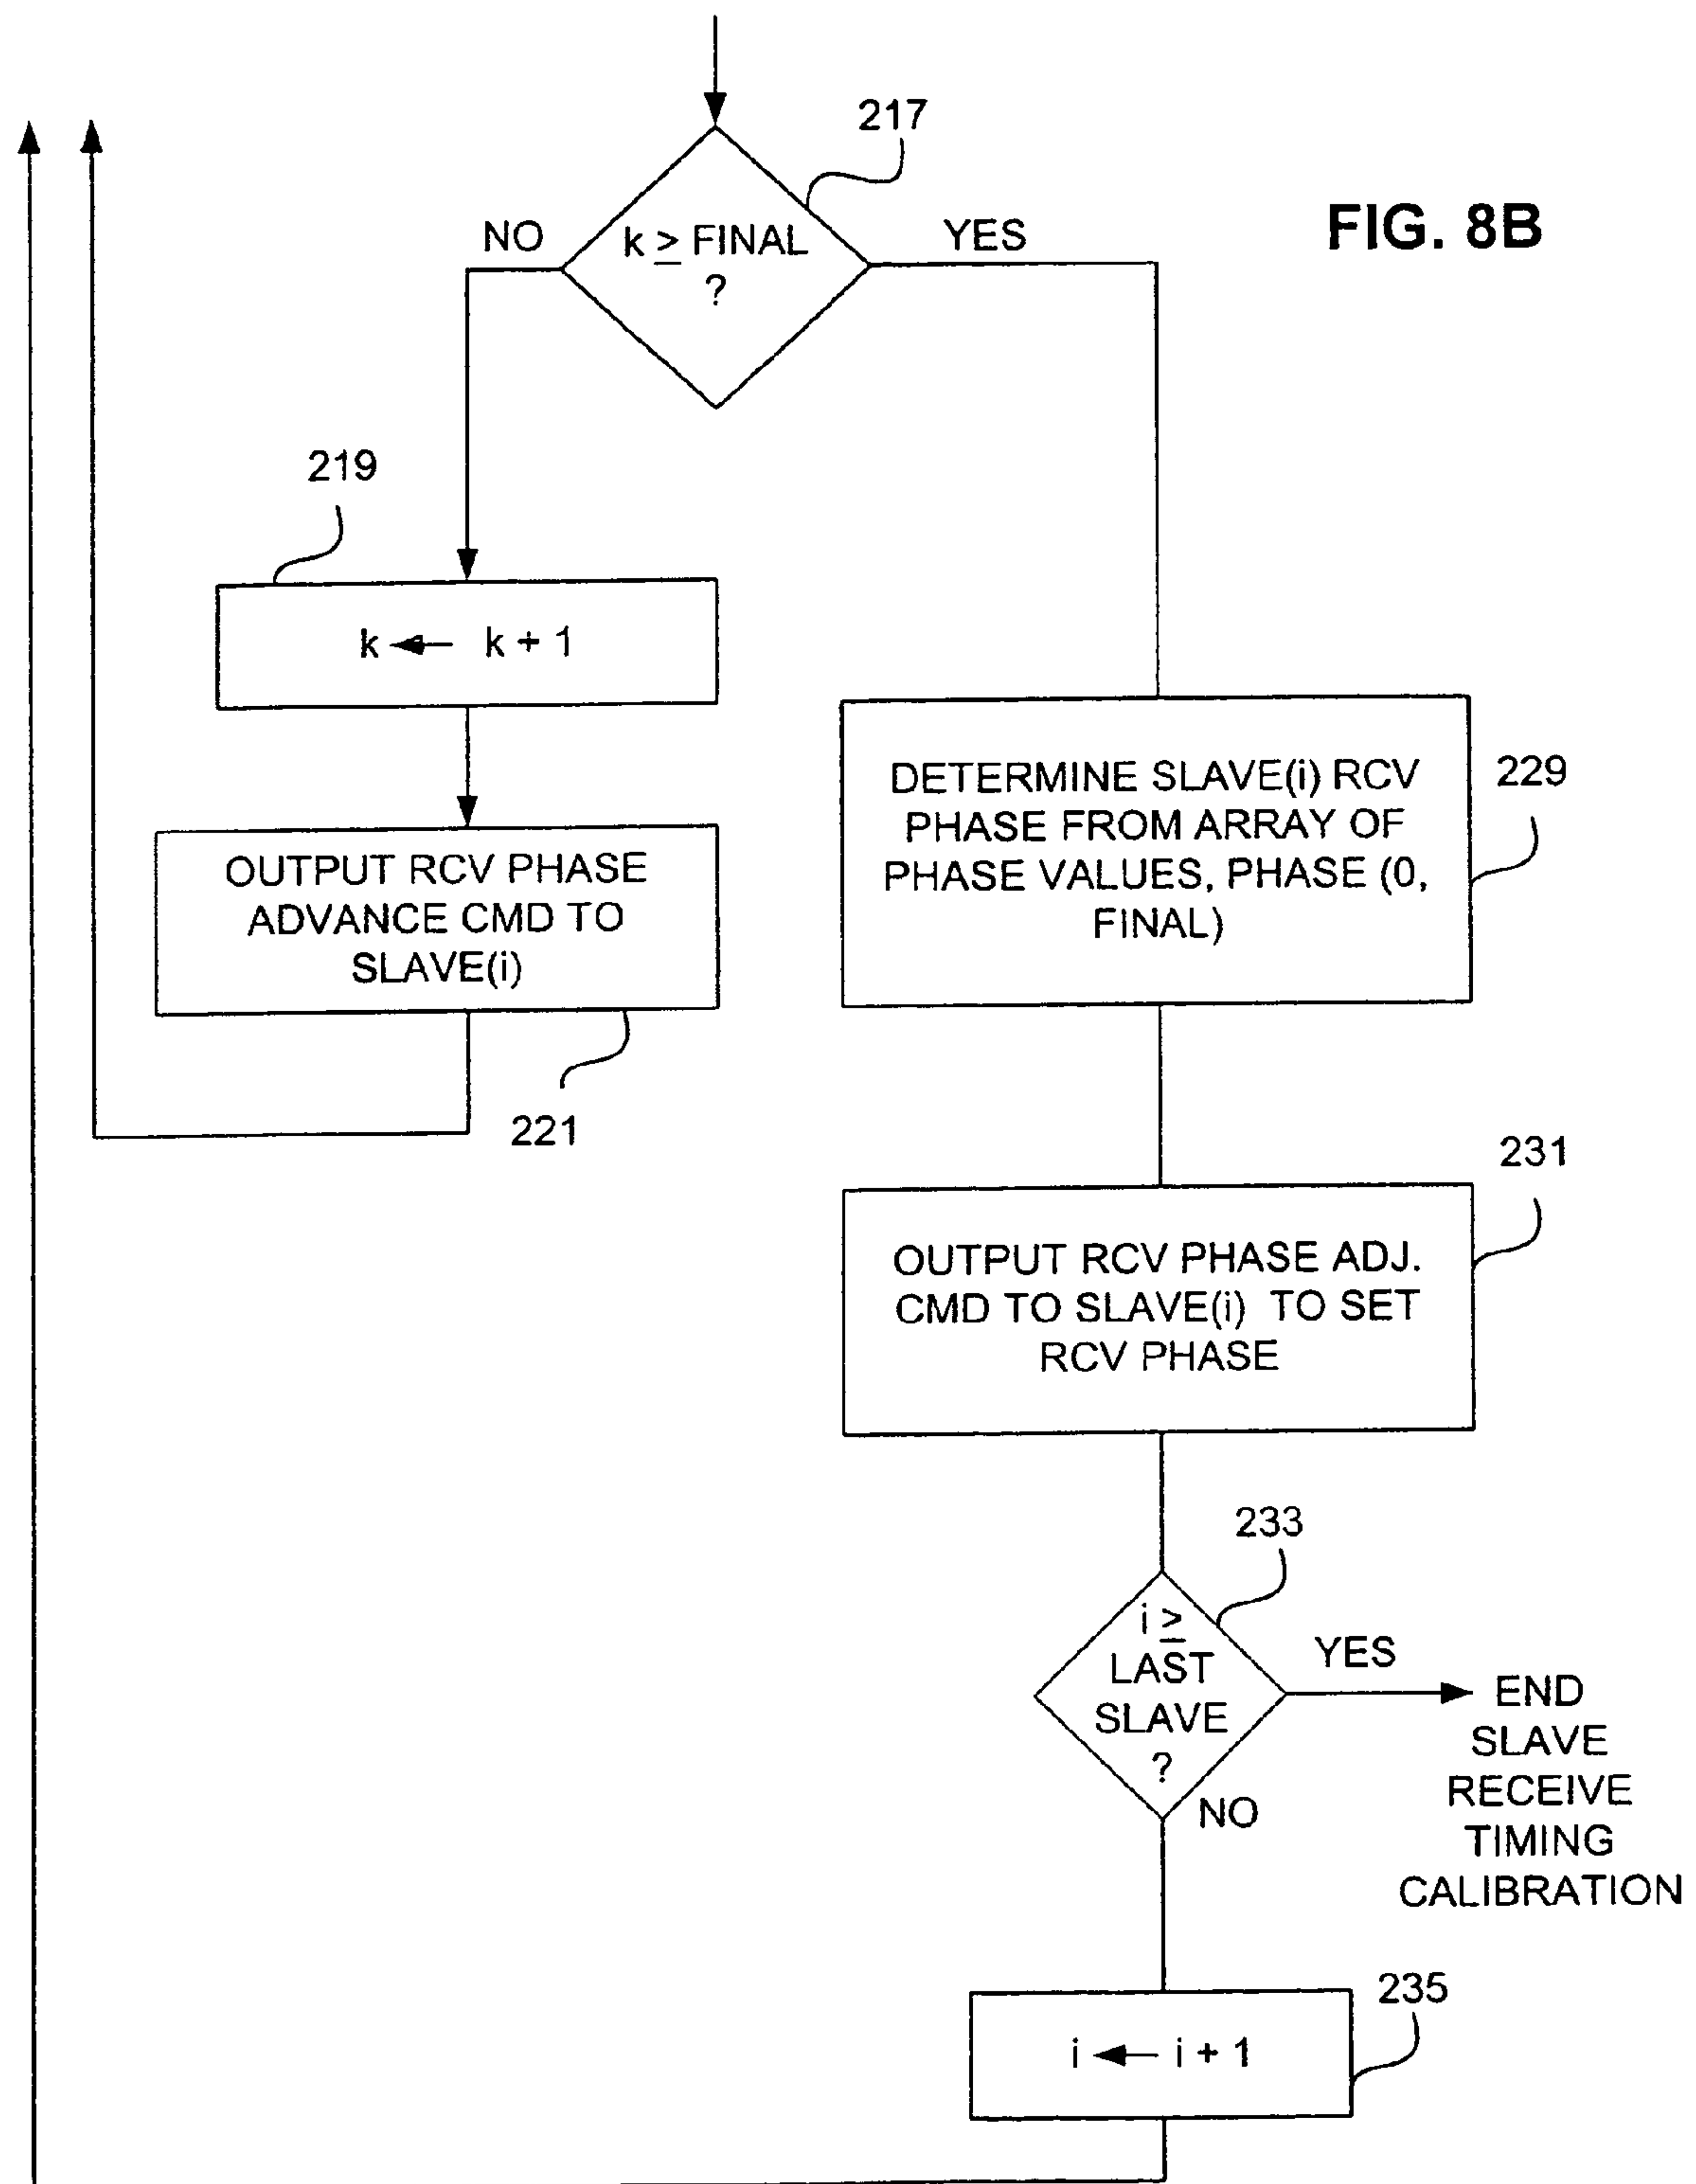 217
FIG. 8B
NO
k ≥ FINAL
?
YES
219
k ← k + 1
OUTPUT RCV PHASE
ADVANCE CMD TO
SLAVE(i)
221
DETERMINE SLAVE(i) RCV
PHASE FROM ARRAY OF
PHASE VALUES, PHASE (0,
FINAL)
229
231
OUTPUT RCV PHASE ADJ.
CMD TO SLAVE(i) TO SET
RCV PHASE
233
i ≥
LAST
SLAVE
?
YES
END
SLAVE
RECEIVE
TIMING
CALIBRATION
NO
235
i ← i + 1